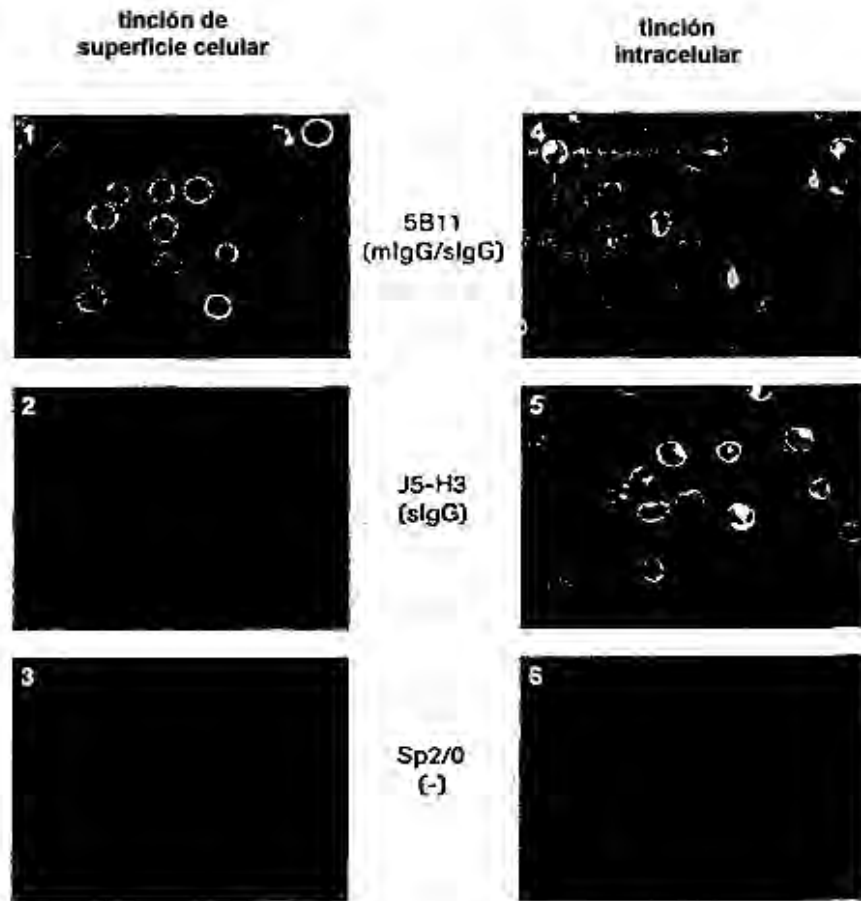 tinción de
superficie celular
tinción
intracelular
1
4
5B11
(mIgG/sIgG)
2
5
J5-H3
(sIgG)
3
6
Sp2/0
(-)